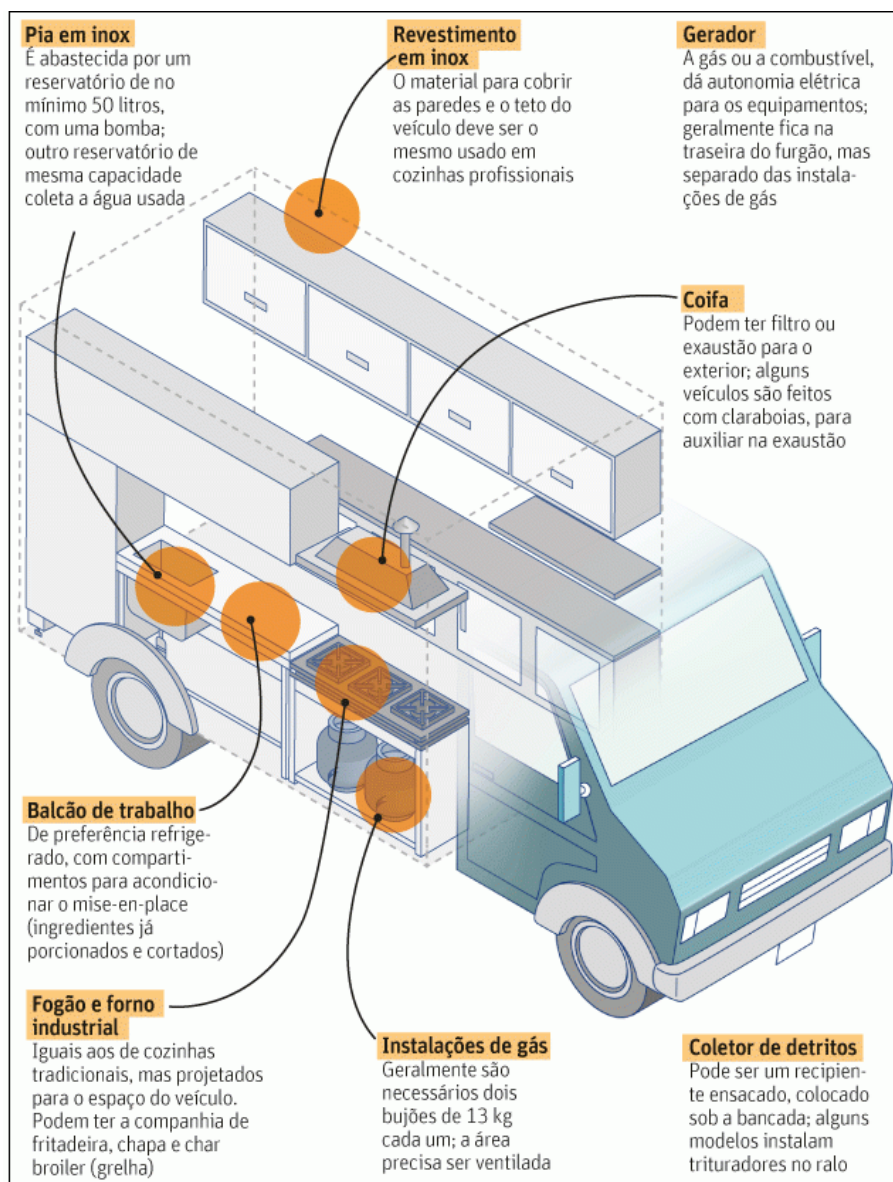 Pia em inox
É abastecida por um
reservatório de no
mínimo 50 litros,
com uma bomba;
outro reservatório de
mesma capacidade
coleta a água usada
Revestimento
em inox
O material para cobrir
as paredes e o teto do
veículo deve ser o
mesmo usado em
cozinhas profissionais
Gerador
A gás ou a combustível,
dá autonomia elétrica
para os equipamentos;
geralmente fica na
traseira do furgão, mas
separado das instala-
ções de gás
Coifa
Podem ter filtro ou
exaustão para o
exterior; alguns
veículos são feitos
com claraboias, para
auxiliar na exaustão
Balcão de trabalho
De preferência refrige-
rado, com comparti-
mentos para acondicio-
nar o mise-en-place
(ingredientes já
porcionados e cortados)
Fogão e forno
industrial
Iguais aos de cozinhas
tradicionais, mas projetados
para o espaço do veículo.
Podem ter a companhia de
fritadeira, chapa e char
broiler (grelha)
Instalações de gás
Geralmente são
necessários dois
bujões de 13 kg
cada um; a área
precisa ser ventilada
Coletor de detritos
Pode ser um recipien-
te ensacado, colocado
sob a bancada; alguns
modelos instalam
trituradores no ralo